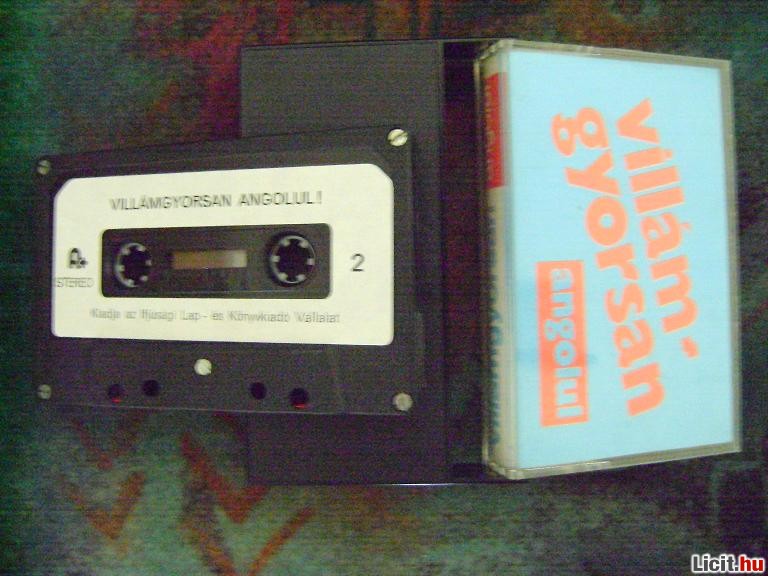 VILLÁMGYORSAN ANGOLUL!
A+
STEREO
2
Kiadja az Ifjúsági Lap- és Könyvkiadó Vállalat
villám-
gyorsan
angolul
Licit.hu